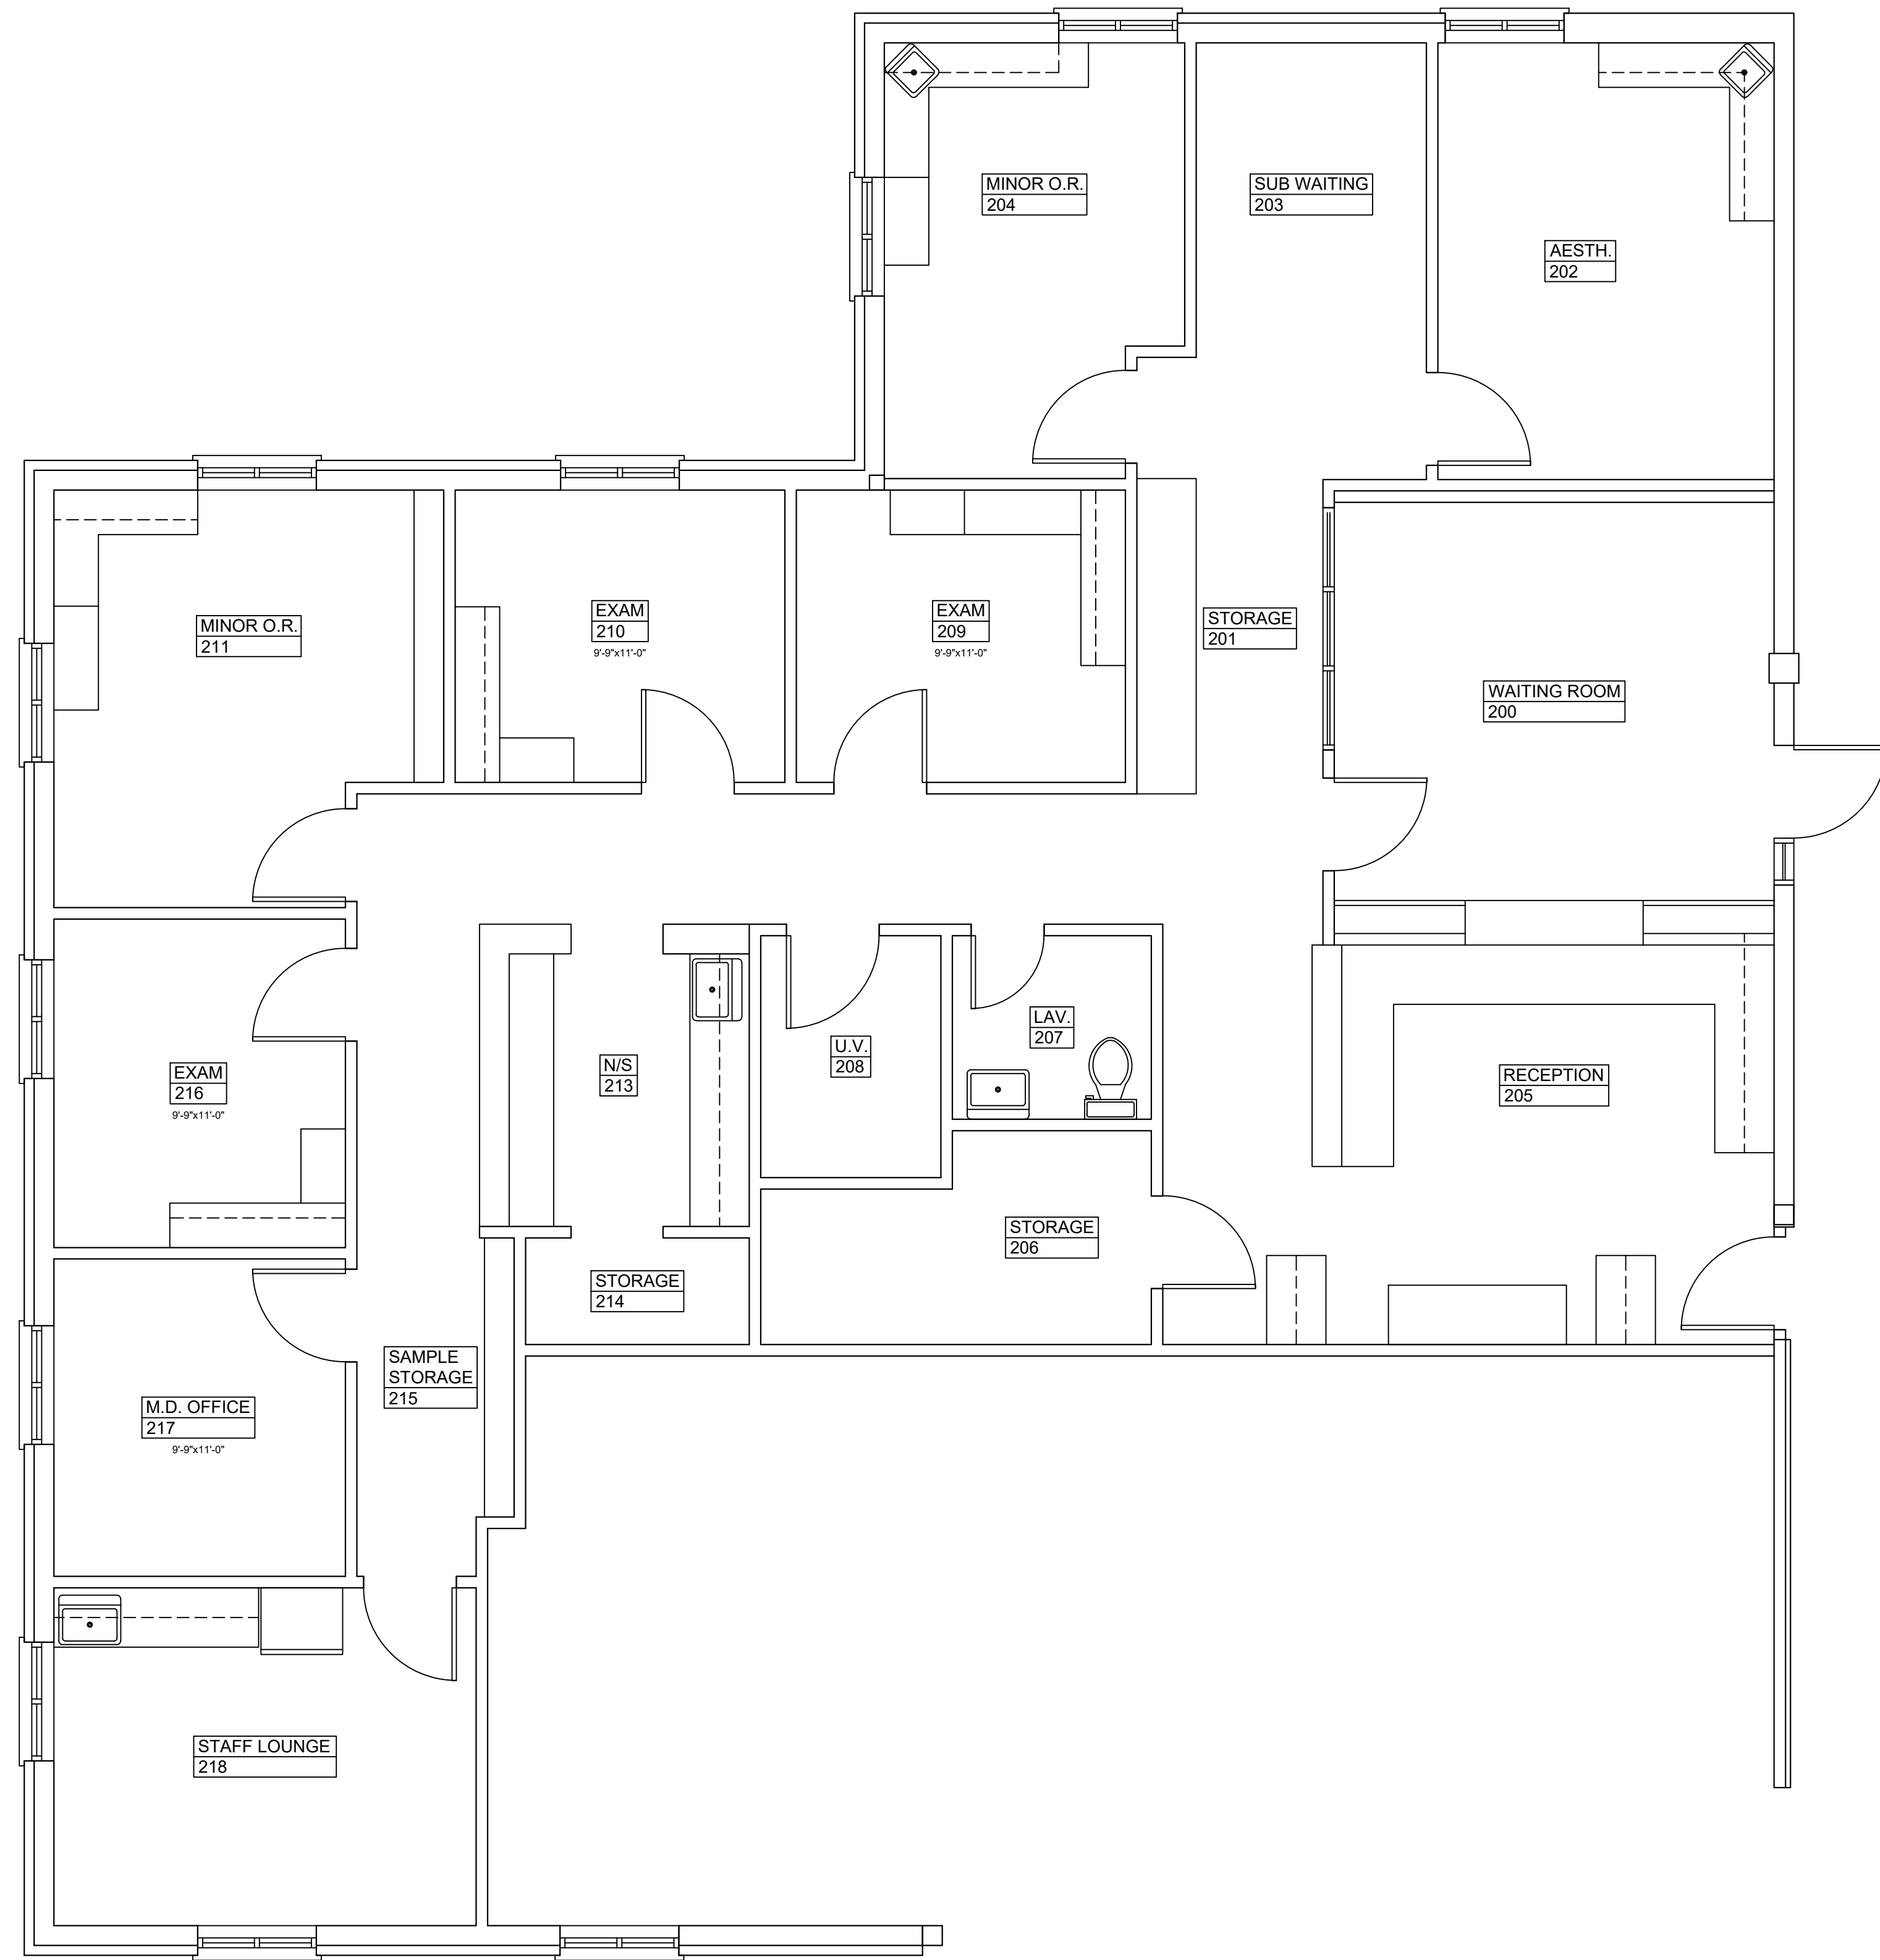 MINOR O.R.
204
SUB WAITING
203
AESTH.
202
MINOR O.R.
211
EXAM
210
9'-9"x11'-0"
EXAM
209
9'-9"x11'-0"
STORAGE
201
WAITING ROOM
200
EXAM
216
9'-9"x11'-0"
N/S
213
U.V.
208
LAV.
207
RECEPTION
205
STORAGE
206
STORAGE
214
SAMPLE
STORAGE
215
M.D. OFFICE
217
9'-9"x11'-0"
STAFF LOUNGE
218